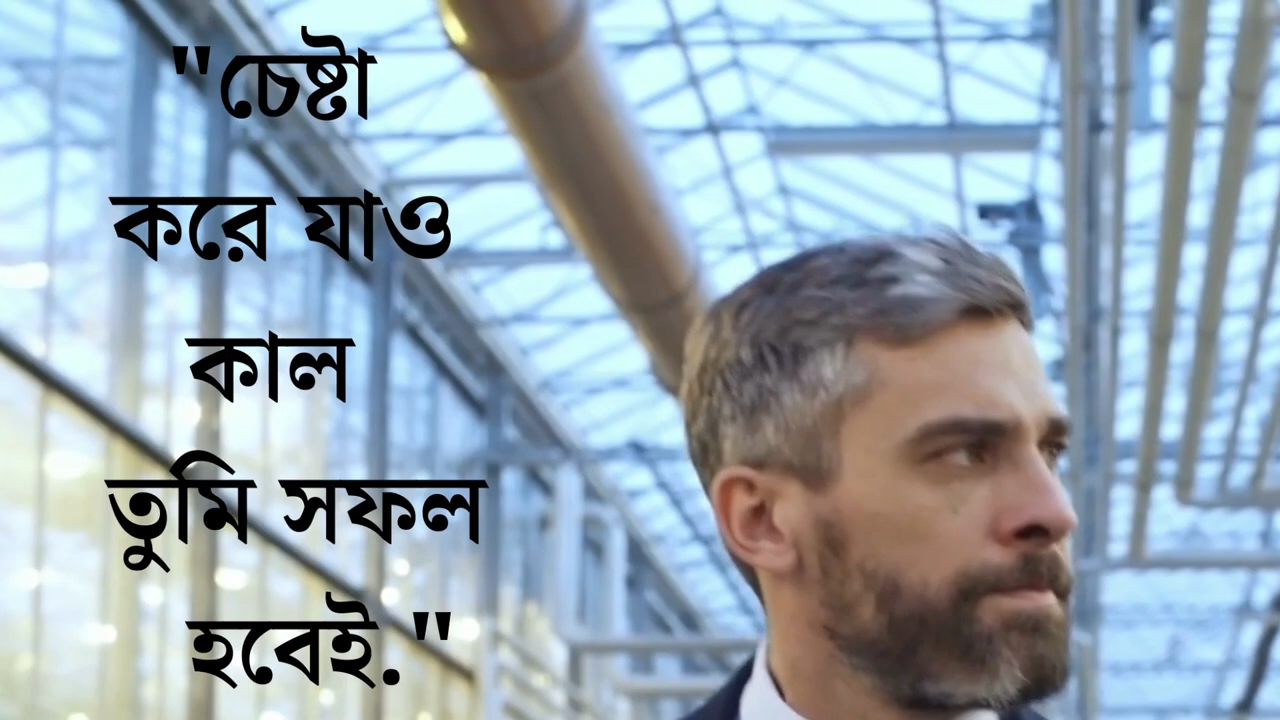 "চেষ্টা
করে যাও
কাল
তুমি সফল
হবেই."